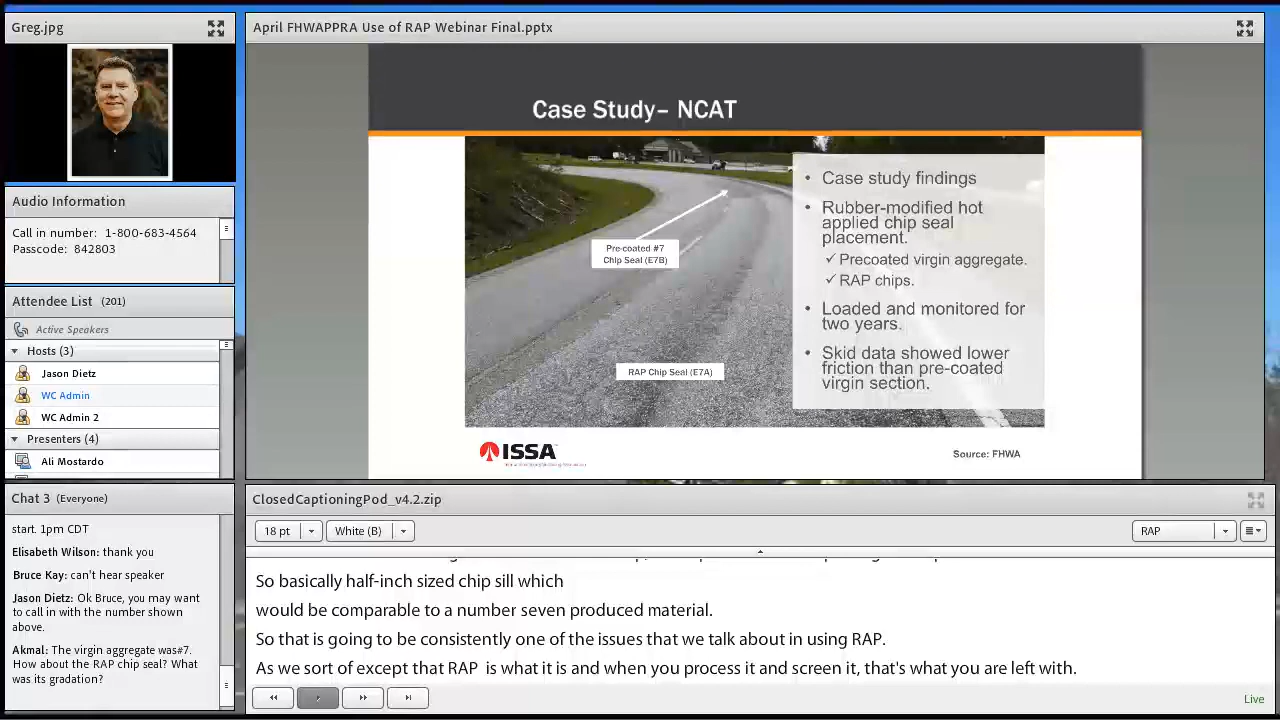 Greg.jpg
Audio Information
Call in number: 1-800-683-4564
Passcode: 842803
Attendee List (201)
Active Speakers
Hosts (3)
Jason Dietz
WC Admin
WC Admin 2
Presenters (4)
Ali Mostardo
Chat 3 (Everyone)
start. 1pm CDT
Elisabeth Wilson: thank you
Bruce Kay: can't hear speaker
Jason Dietz: Ok Bruce, you may want
to call in with the number shown
above.
Akmal: The virgin aggregate was#7.
How about the RAP chip seal? What
was its gradation?
April FHWAPPRA Use of RAP Webinar Final.pptx
Case Study– NCAT
Pre-coated #7
Chip Seal (E7B)
RAP Chip Seal (E7A)
• Case study findings
• Rubber-modified hot
applied chip seal
placement.
✓ Precoated virgin aggregate.
✓ RAP chips.
• Loaded and monitored for
two years.
• Skid data showed lower
friction than pre-coated
virgin section.
ISSA
Source: FHWA
ClosedCaptioningPod_v4.2.zip
18 pt
White (B)
RAP
So basically half-inch sized chip sill which
would be comparable to a number seven produced material.
So that is going to be consistently one of the issues that we talk about in using RAP.
As we sort of except that RAP is what it is and when you process it and screen it, that's what you are left with.
Live